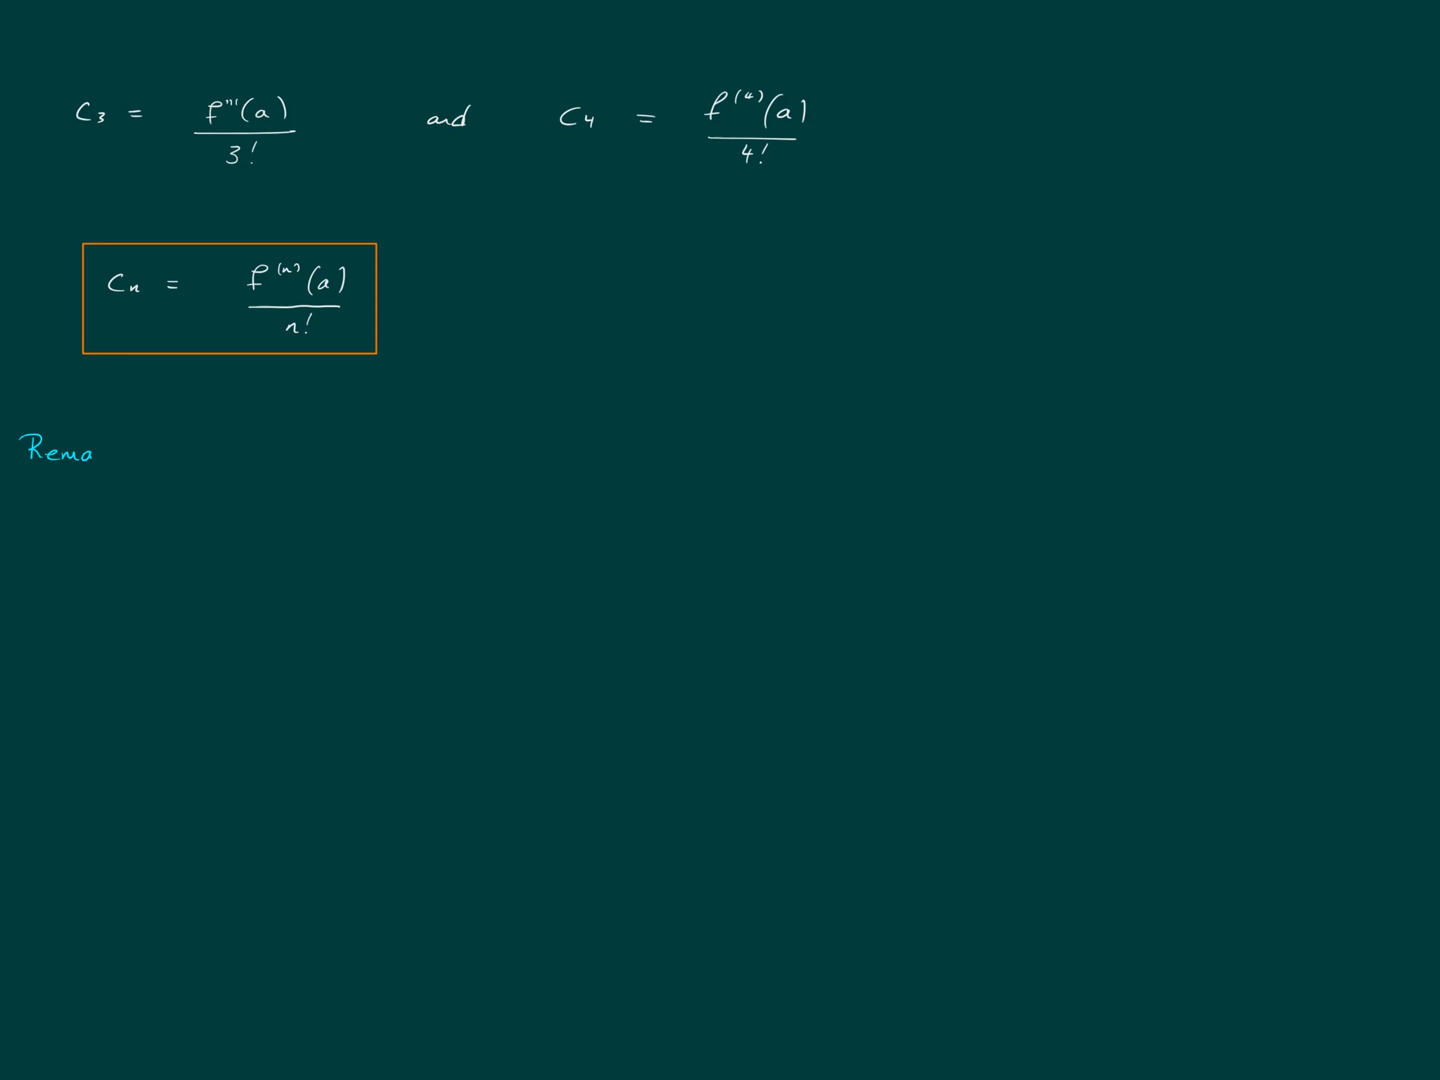 C₃ = f'''(a) / 3! and C₄ = f⁽⁴⁾(a) / 4!
Cₙ = f⁽ⁿ⁾(a) / n!
Rema